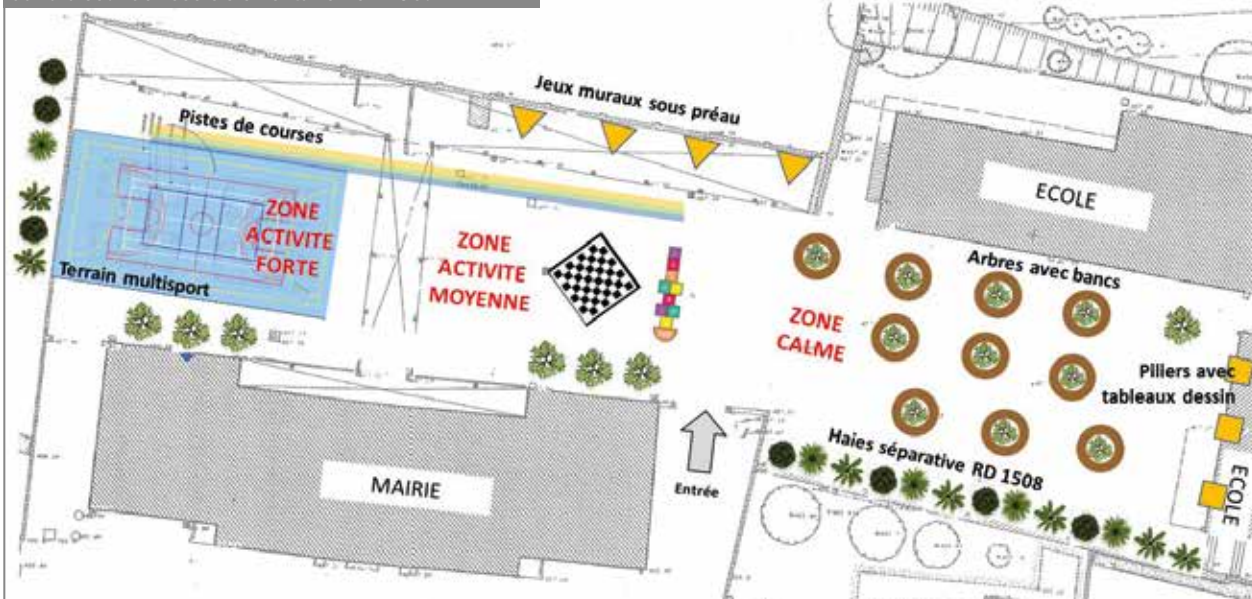 Jeux muraux sous préau
Pistes de courses
ECOLE
ZONE
ACTIVITE
FORTE
ZONE
ACTIVITE
MOYENNE
Arbres avec bancs
Terrain multisport
ZONE
CALME
Piliers avec
tableaux dessin
Haies séparative RD 1508
MAIRIE
Entrée
ECOLE